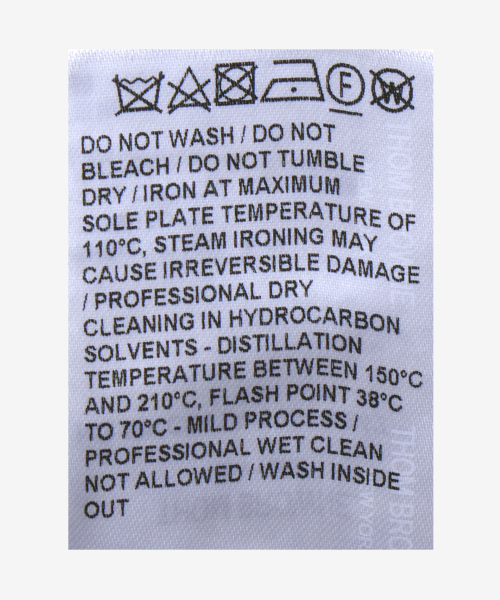 F W
DO NOT WASH / DO NOT
BLEACH / DO NOT TUMBLE
DRY / IRON AT MAXIMUM
SOLE PLATE TEMPERATURE OF
110°C, STEAM IRONING MAY
CAUSE IRREVERSIBLE DAMAGE
/ PROFESSIONAL DRY
CLEANING IN HYDROCARBON
SOLVENTS - DISTILLATION
TEMPERATURE BETWEEN 150°C
AND 210°C, FLASH POINT 38°C
TO 70°C - MILD PROCESS /
PROFESSIONAL WET CLEAN
NOT ALLOWED / WASH INSIDE
OUT